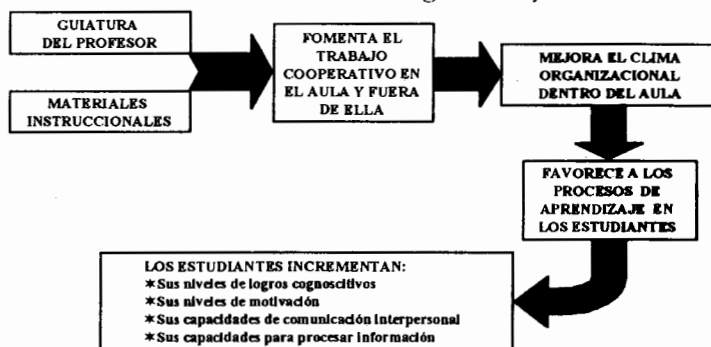 GUIATURA
DEL PROFESOR
MATERIALES
INSTRUCCIONALES
FOMENTA EL
TRABAJO
COOPERATIVO EN
EL AULA Y FUERA
DE ELLA
MEJORA EL CLIMA
ORGANIZACIONAL
DENTRO DEL AULA
FAVORECE A LOS
PROCESOS DE
APRENDIZAJE EN
LOS ESTUDIANTES
LOS ESTUDIANTES INCREMENTAN:
*Sus niveles de logros cognoscitivos
*Sus niveles de motivación
*Sus capacidades de comunicación interpersonal
*Sus capacidades para procesar información